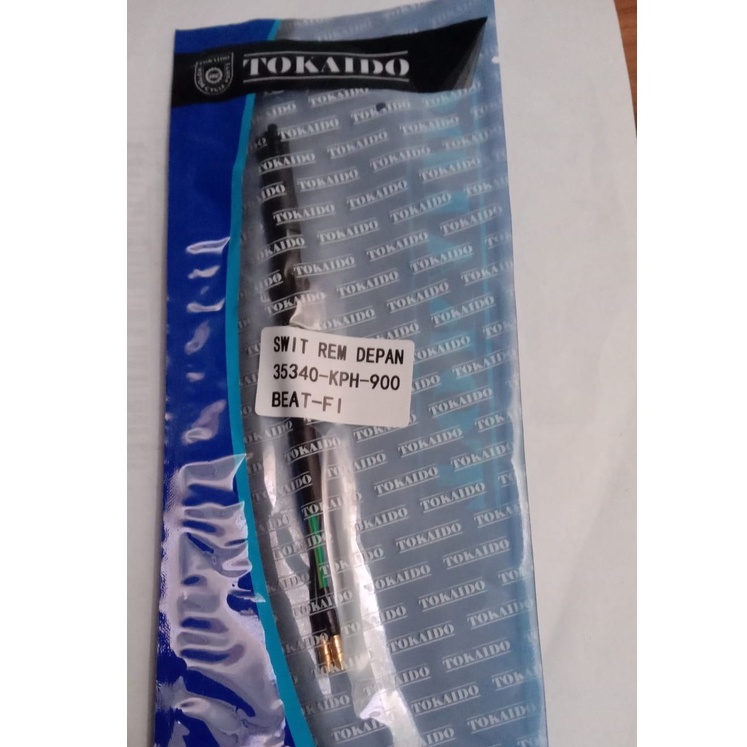 TOKAIDO
SWIT REM DEPAN
35340-KPH-900
BEAT-FI